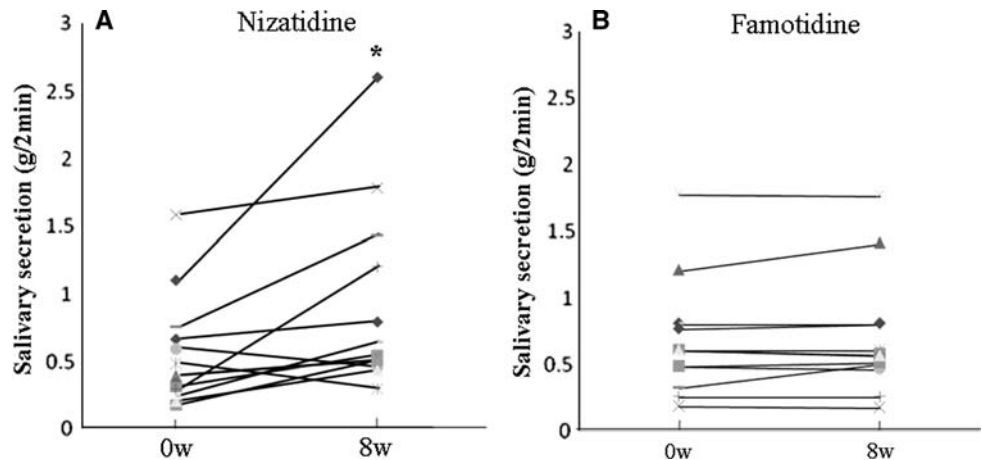 A Nizatidine
Salivary secretion (g/2min)
3
2.5
2
1.5
1
0.5
0
*
0w 8w
B Famotidine
Salivary secretion (g/2min)
3
2.5
2
1.5
1
0.5
0
0w 8w